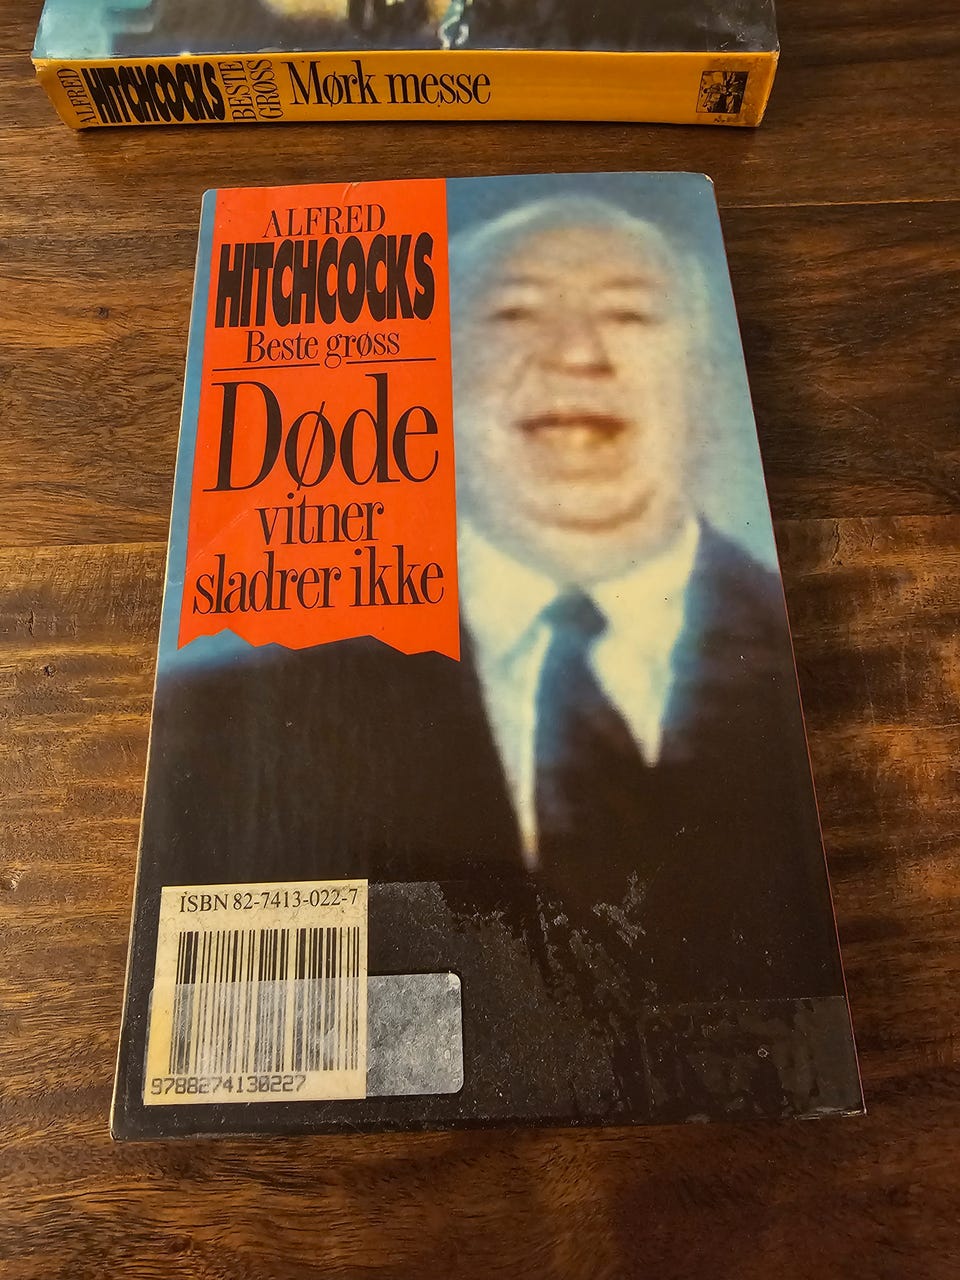 ALFRED HITCHCOCKS BESTE GRØSS Mørk messe
ALFRED
HITCHCOCKS
Beste grøss
Døde
vitner
sladrer ikke
ISBN 82-7413-022-7
9788274130227